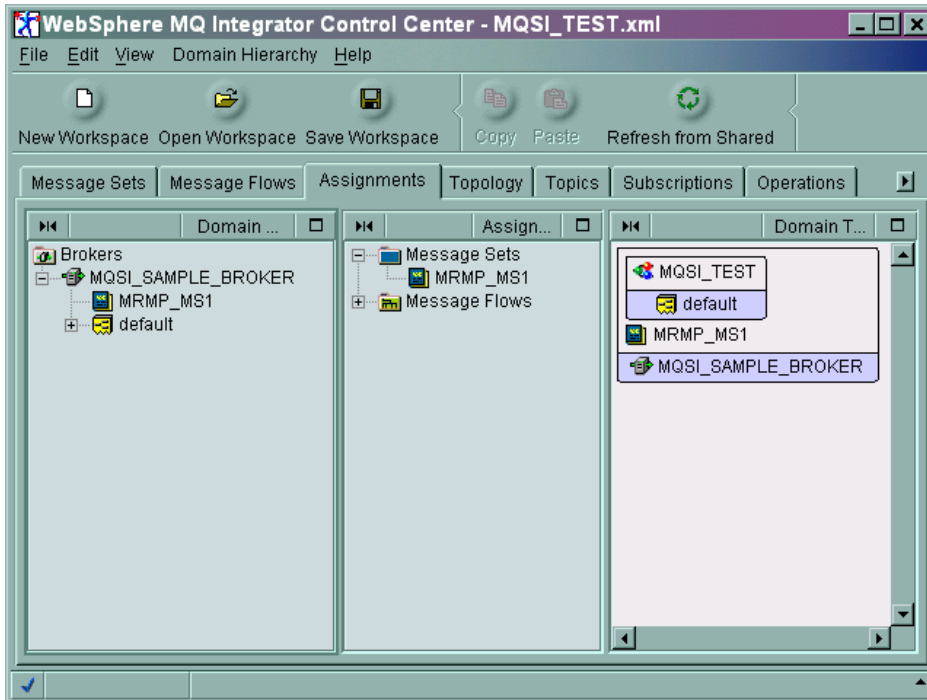 WebSphere MQ Integrator Control Center - MQSI_TEST.xml
File Edit View Domain Hierarchy Help
New Workspace Open Workspace Save Workspace Copy Paste Refresh from Shared
Message Sets Message Flows Assignments Topology Topics Subscriptions Operations
Domain ...
Brokers
MQSI_SAMPLE_BROKER
MRMP_MS1
default
Assign...
Message Sets
MRMP_MS1
Message Flows
Domain T...
MQSI_TEST
default
MRMP_MS1
MQSI_SAMPLE_BROKER